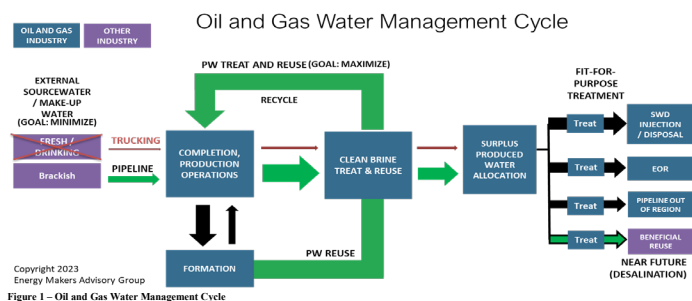 Oil and Gas Water Management Cycle
OIL AND GAS
INDUSTRY
OTHER
INDUSTRY
EXTERNAL
SOURCEWATER
/ MAKE-UP
WATER
(GOAL: MINIMIZE)
FRESH /
DRINKING
Brackish
TRUCKING
PIPELINE
PW TREAT AND REUSE (GOAL: MAXIMIZE)
RECYCLE
COMPLETION,
PRODUCTION
OPERATIONS
CLEAN BRINE
TREAT & REUSE
SURPLUS
PRODUCED
WATER
ALLOCATION
FORMATION
PW REUSE
FIT-FOR-
PURPOSE
TREATMENT
Treat
SWD
INJECTION
/ DISPOSAL
Treat
EOR
Treat
PIPELINE OUT
OF REGION
Treat
BENEFICIAL
REUSE
NEAR FUTURE
(DESALINATION)
Copyright 2023
Energy Makers Advisory Group
Figure 1 – Oil and Gas Water Management Cycle